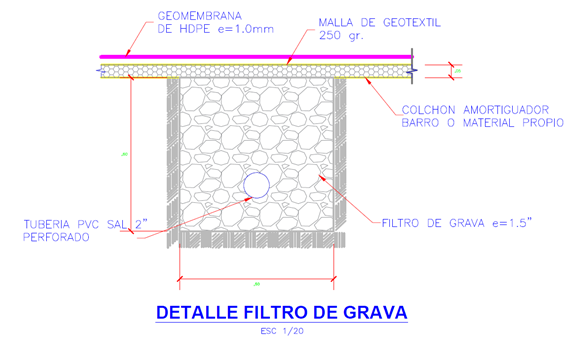 GEOMEMBRANA
DE HDPE e=1.0mm
MALLA DE GEOTEXTIL
250 gr.
COLCHON AMORTIGUADOR
BARRO O MATERIAL PROPIO
TUBERIA PVC SAL 2"
PERFORADO
FILTRO DE GRAVA e=1.5"
DETALLE FILTRO DE GRAVA
ESC 1/20